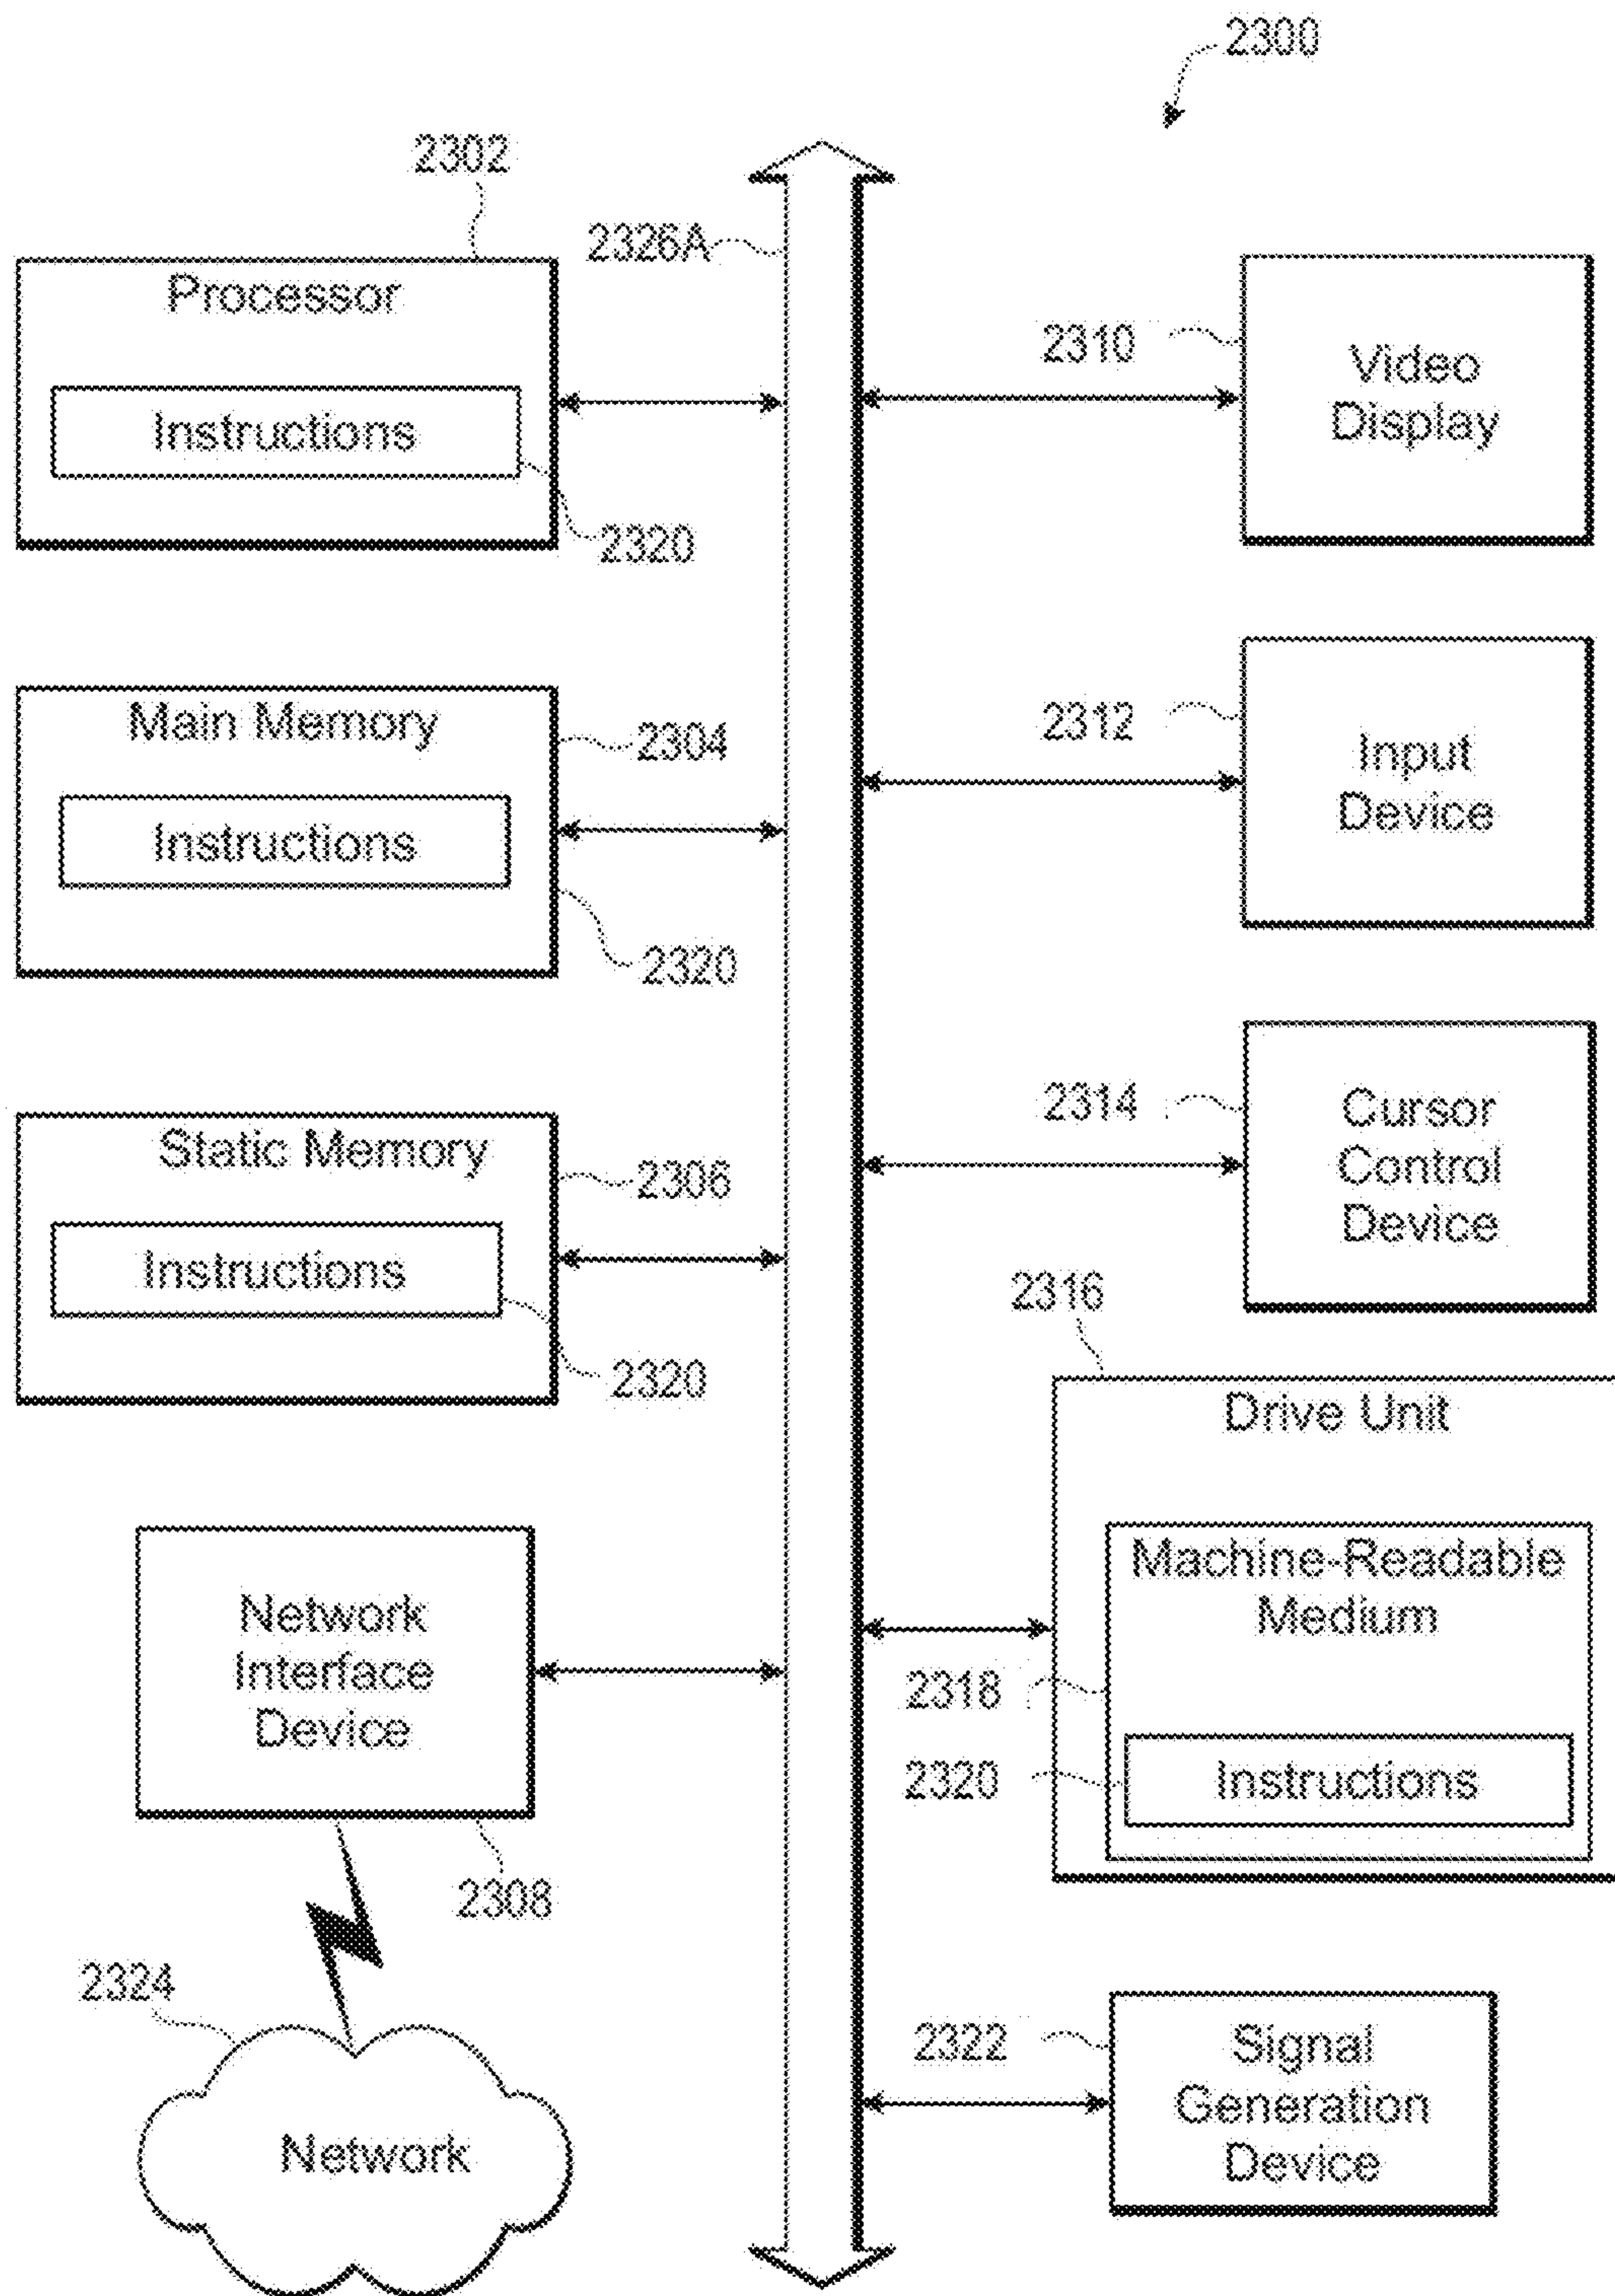 2300
2302
2326A
Processor
Instructions
2320
2310
Video
Display
Main Memory
2304
Instructions
2320
2312
Input
Device
Static Memory
2306
Instructions
2320
2314
Cursor
Control
Device
2316
Drive Unit
Machine-Readable
Medium
2318
2320
Instructions
Network
Interface
Device
2308
2324
Network
2322
Signal
Generation
Device